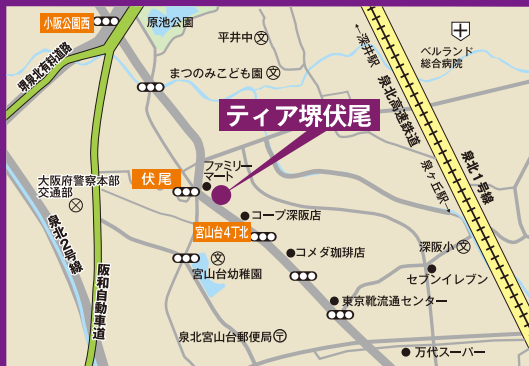 小阪公園西
原池公園
平井中
←深井駅
ベルランド
総合病院
堺泉北有料道路
まつのみこども園
泉北高速鉄道
ティア堺伏尾
泉北1号線
ファミリー
マート
泉ヶ丘駅→
大阪府警察本部
交通部
伏尾
コープ深阪店
宮山台4丁北
泉北2号線
深阪小
コメダ珈琲店
宮山台幼稚園
セブンイレブン
阪和自動車道
東京靴流通センター
泉北宮山台郵便局
万代スーパー